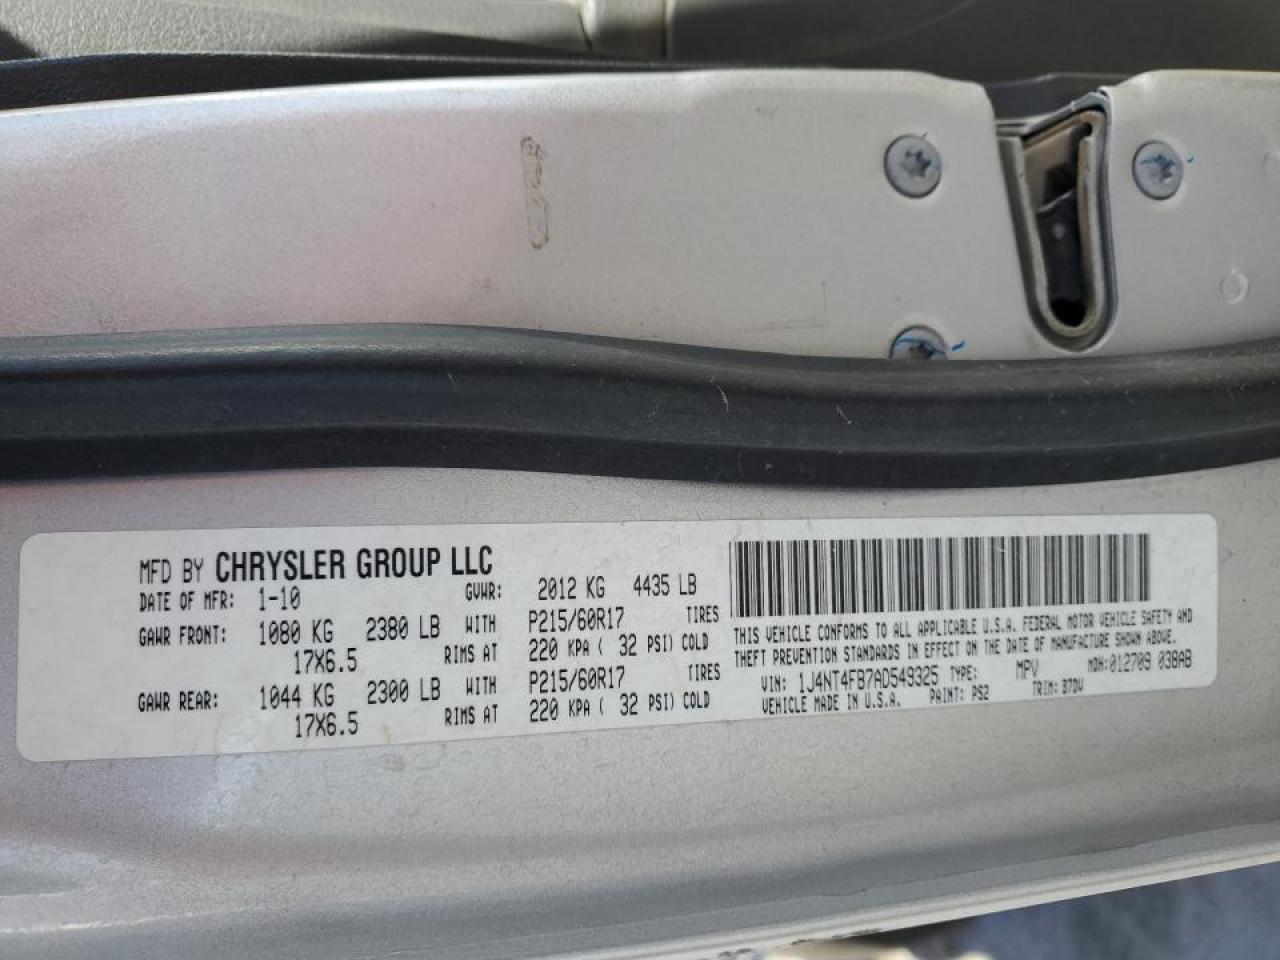 MFD BY CHRYSLER GROUP LLC
DATE OF MFR: 1-10 GVWR: 2012 KG 4435 LB
GAWR FRONT: 1080 KG 2380 LB WITH P215/60R17 TIRES
17X6.5 RIMS AT 220 KPA ( 32 PSI) COLD
GAWR REAR: 1044 KG 2300 LB WITH P215/60R17 TIRES
17X6.5 RIMS AT 220 KPA ( 32 PSI) COLD
THIS VEHICLE CONFORMS TO ALL APPLICABLE U.S.A. FEDERAL MOTOR VEHICLE SAFETY AND
THEFT PREVENTION STANDARDS IN EFFECT ON THE DATE OF MANUFACTURE SHOWN ABOVE.
VIN: 1J4NT4FB7AD549325 TYPE: MPV MDH:012709 038AB
VEHICLE MADE IN U.S.A. PAINT: PS2 TRIM: B7DV